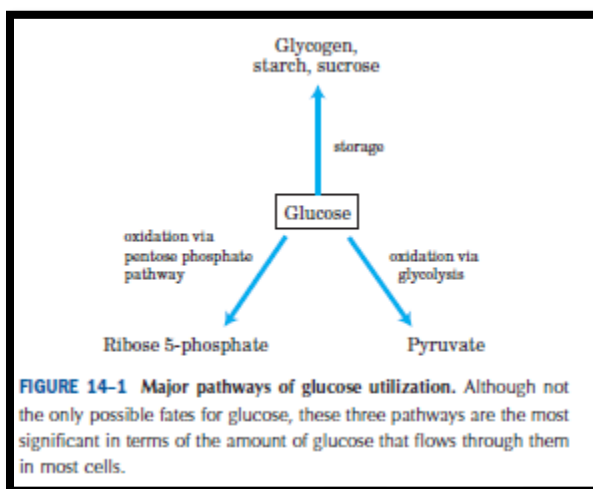 Glycogen,
starch, sucrose
storage
Glucose
oxidation via
pentose phosphate
pathway
oxidation via
glycolysis
Ribose 5-phosphate
Pyruvate
FIGURE 14–1 Major pathways of glucose utilization. Although not
the only possible fates for glucose, these three pathways are the most
significant in terms of the amount of glucose that flows through them
in most cells.